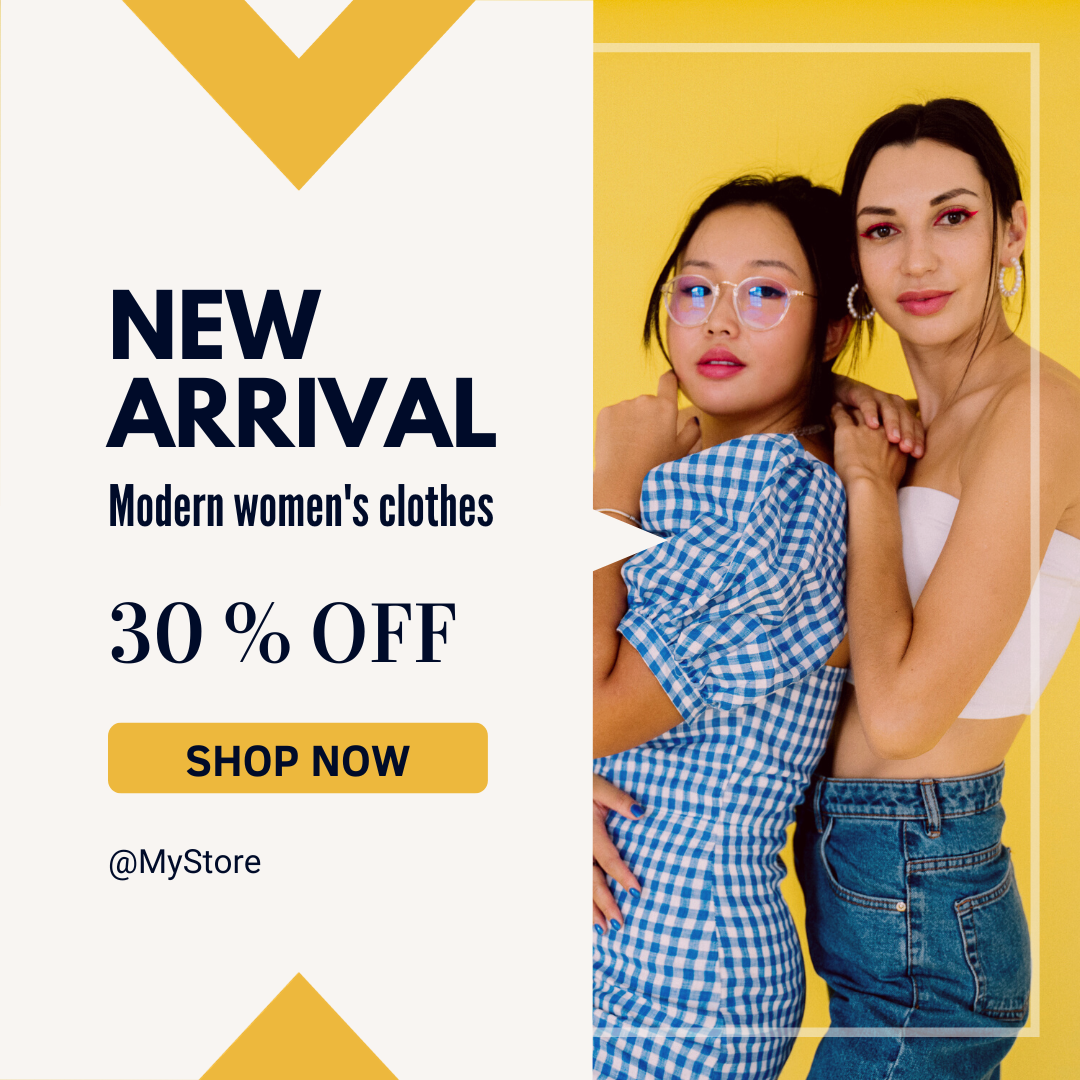 NEW
ARRIVAL
Modern women's clothes
30 % OFF
SHOP NOW
@MyStore